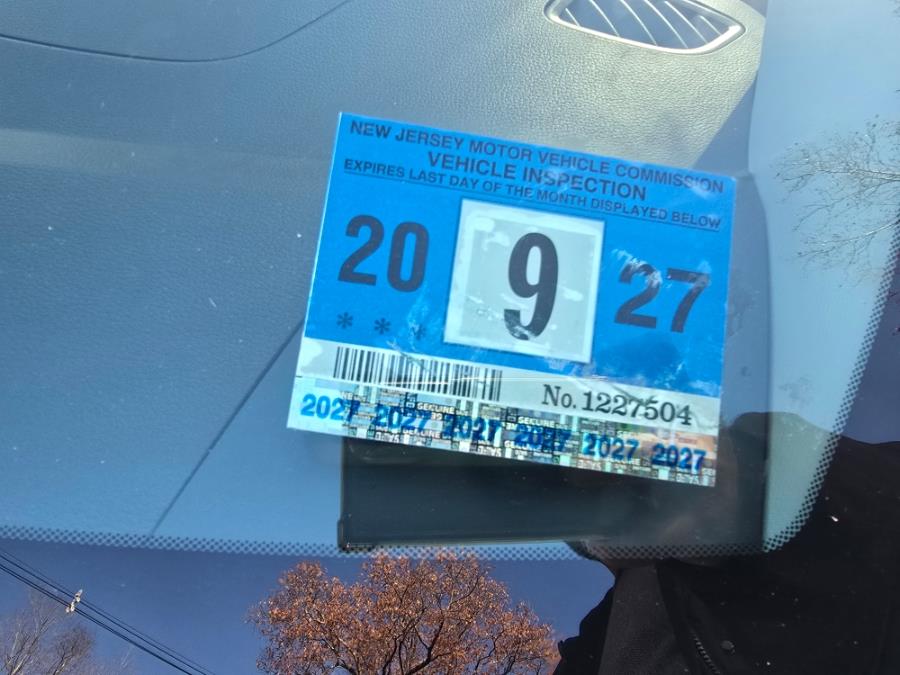 NEW JERSEY MOTOR VEHICLE COMMISSION
VEHICLE INSPECTION
EXPIRES LAST DAY OF THE MONTH DISPLAYED BELOW
20 9 27
* * *
No. 1227504
2027 2027 2027 2027 2027 2027